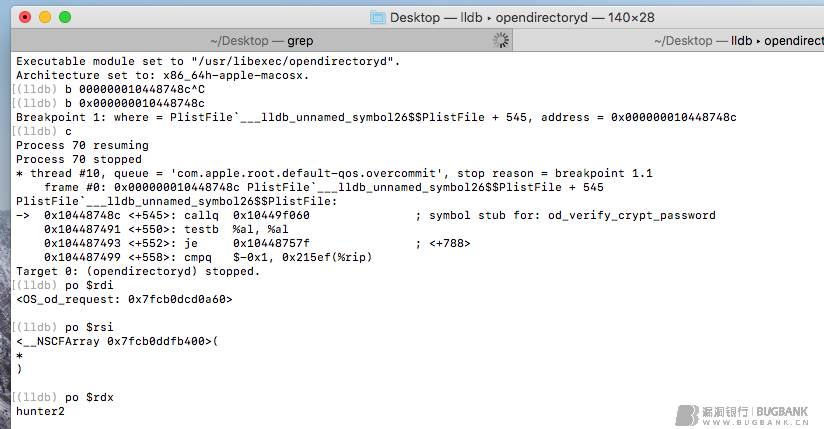 Desktop — lldb ▸ opendirectoryd — 140×28
~/Desktop — grep
~/Desktop — lldb ▸ opendirect
Executable module set to "/usr/libexec/opendirectoryd".
Architecture set to: x86_64h-apple-macosx.
[(lldb) b 000000010448748c^C
[(lldb) b 0x000000010448748c
Breakpoint 1: where = PlistFile`___lldb_unnamed_symbol26$$PlistFile + 545, address = 0x000000010448748c
[(lldb) c
Process 70 resuming
Process 70 stopped
* thread #10, queue = 'com.apple.root.default-qos.overcommit', stop reason = breakpoint 1.1
    frame #0: 0x000000010448748c PlistFile`___lldb_unnamed_symbol26$$PlistFile + 545
PlistFile`___lldb_unnamed_symbol26$$PlistFile:
->  0x10448748c <+545>: callq  0x10449f060               ; symbol stub for: od_verify_crypt_password
    0x104487491 <+550>: testb  %al, %al
    0x104487493 <+552>: je     0x10448757f               ; <+788>
    0x104487499 <+558>: cmpq   $-0x1, 0x215ef(%rip)
Target 0: (opendirectoryd) stopped.
[(lldb) po $rdi
<OS_od_request: 0x7fcb0dcd0a60>
[(lldb) po $rsi
<__NSCFArray 0x7fcb0ddfb400>(
*
)
[(lldb) po $rdx
hunter2
漏洞银行 | BUGBANK
WWW.BUGBANK.CN